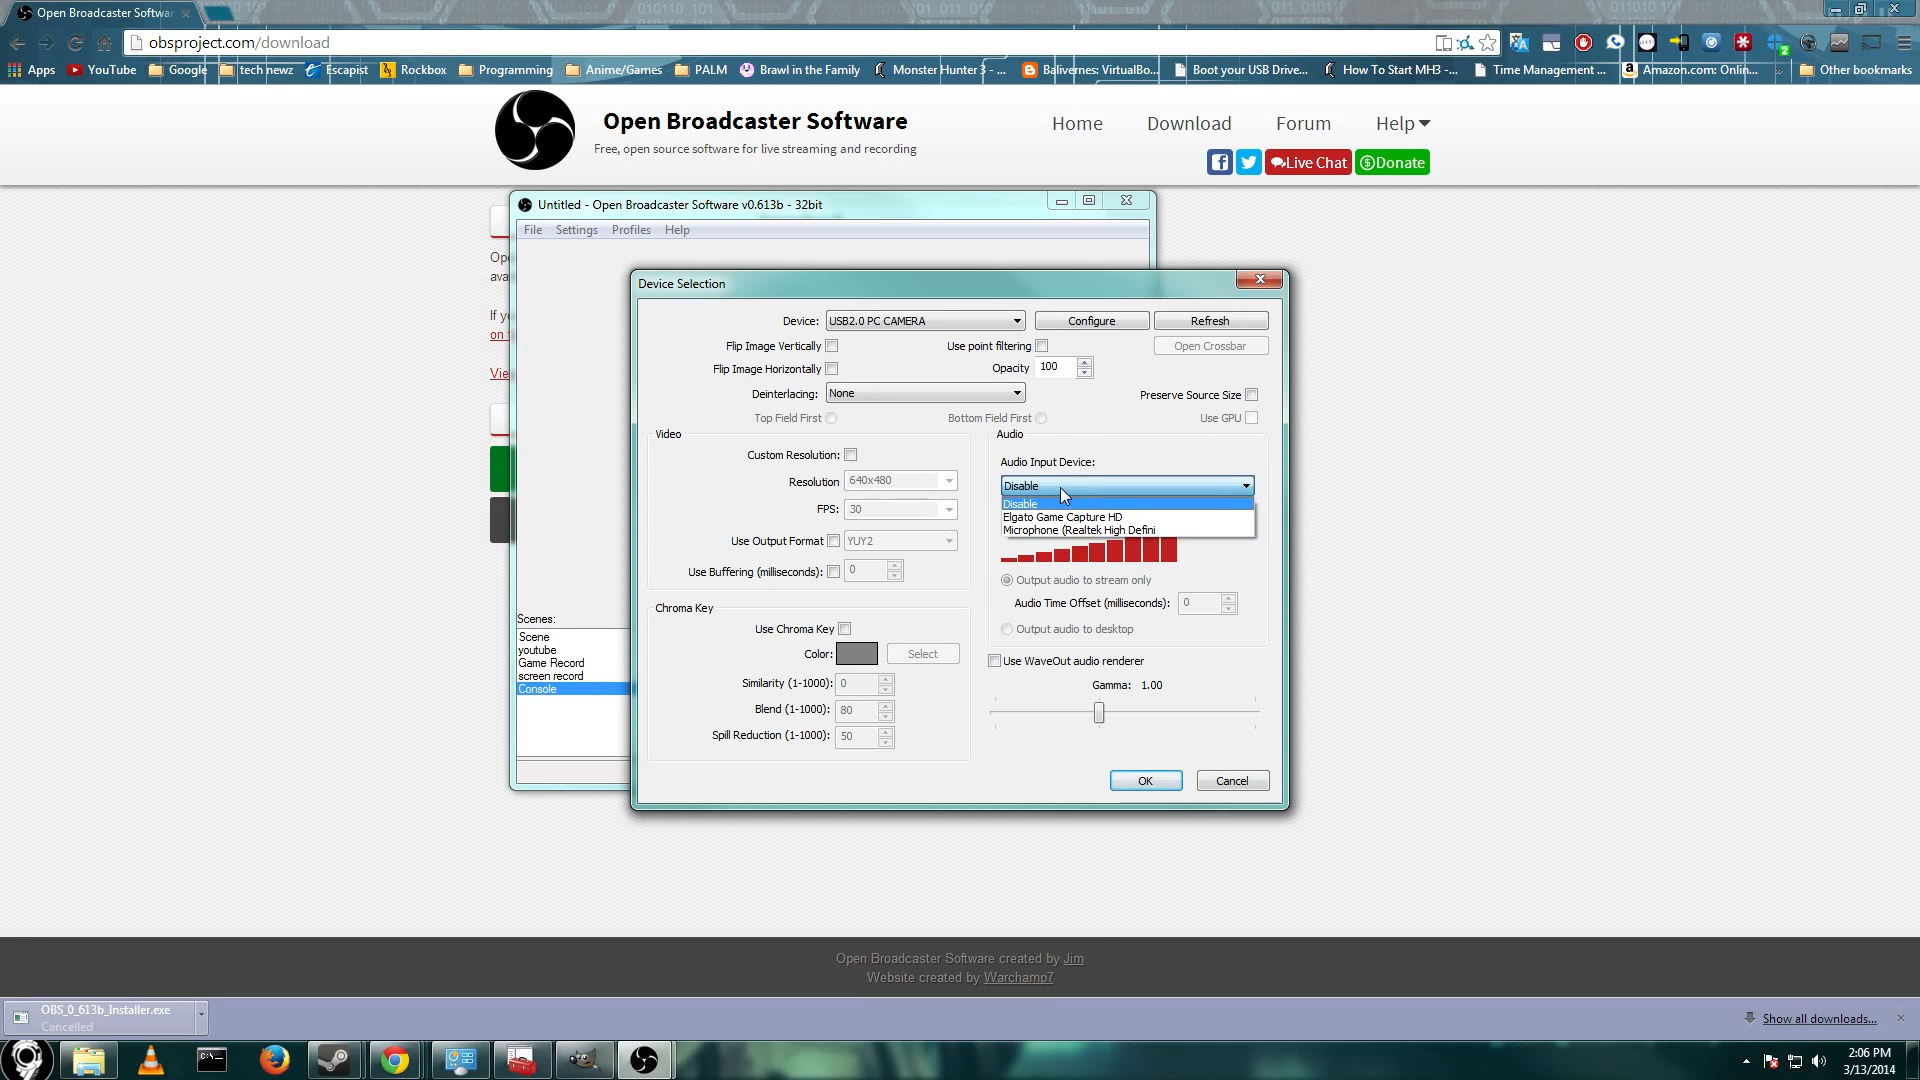 Open Broadcaster Softwar
obsproject.com/download
Apps YouTube Google tech newz Escapist Rockbox Programming Anime/Games PALM Brawl in the Family Monster Hunter 3 - ... Balivernes: VirtualBo... Boot your USB Drive... How To Start MH3 -... Time Management ... Amazon.com: Onlin... » Other bookmarks
Open Broadcaster Software
Free, open source software for live streaming and recording
Home Download Forum Help
Live Chat Donate
Untitled - Open Broadcaster Software v0.613b - 32bit
File Settings Profiles Help
Ope
ava
If y
on
Vie
Device Selection
Device: USB2.0 PC CAMERA Configure Refresh
Flip Image Vertically Use point filtering Open Crossbar
Flip Image Horizontally Opacity 100
Deinterlacing: None Preserve Source Size
Top Field First Bottom Field First Use GPU
Video
Custom Resolution:
Resolution 640x480
FPS: 30
Use Output Format YUY2
Use Buffering (milliseconds): 0
Audio
Audio Input Device:
Disable
Disable
Elgato Game Capture HD
Microphone (Realtek High Defini
Output audio to stream only
Audio Time Offset (milliseconds): 0
Output audio to desktop
Use WaveOut audio renderer
Gamma: 1.00
Chroma Key
Use Chroma Key
Color: Select
Similarity (1-1000): 0
Blend (1-1000): 80
Spill Reduction (1-1000): 50
OK Cancel
Scenes:
Scene
youtube
Game Record
screen record
Console
Open Broadcaster Software created by Jim
Website created by Warchamp7
OBS_0_613b_Installer.exe
Cancelled
Show all downloads...
2:06 PM
3/13/2014